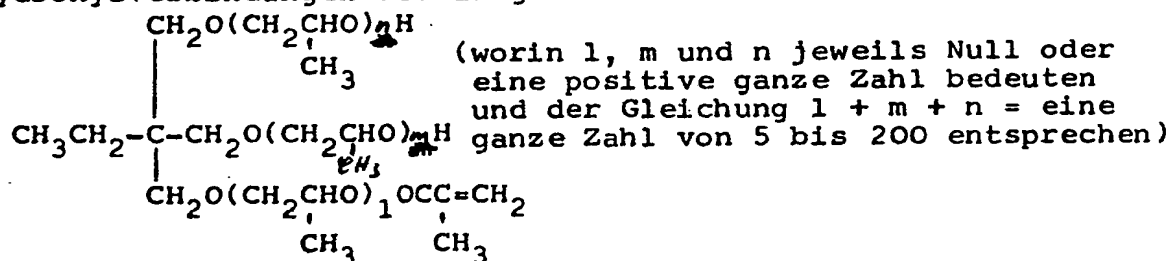 CH₂O(CH₂CHO)nH
CH₃
(worin l, m und n jeweils Null oder
eine positive ganze Zahl bedeuten
und der Gleichung l + m + n = eine
ganze Zahl von 5 bis 200 entsprechen)
CH₃CH₂-C-CH₂O(CH₂CHO)mH
CH₃
CH₂O(CH₂CHO)₁OCC=CH₂
CH₃ CH₃